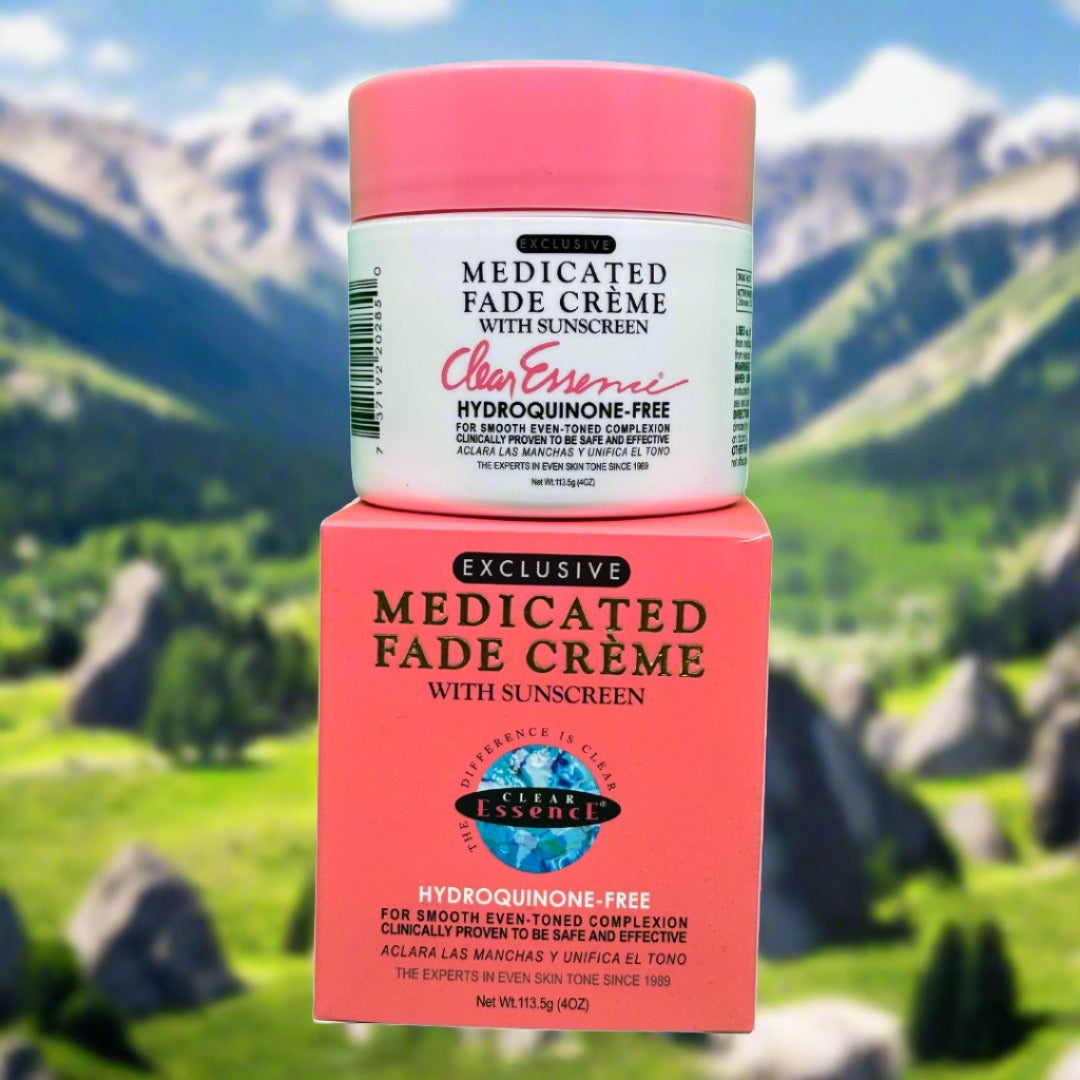 EXCLUSIVE
MEDICATED
FADE CRÈME
WITH SUNSCREEN
Clear Essence®
HYDROQUINONE-FREE
FOR SMOOTH EVEN-TONED COMPLEXION
CLINICALLY PROVEN TO BE SAFE AND EFFECTIVE
ACLARA LAS MANCHAS Y UNIFICA EL TONO
THE EXPERTS IN EVEN SKIN TONE SINCE 1989
Net Wt.113.5g (4OZ)
7 37192 20285 0
EXCLUSIVE
MEDICATED
FADE CRÈME
WITH SUNSCREEN
THE DIFFERENCE IS CLEAR
CLEAR
ESSENCE®
HYDROQUINONE-FREE
FOR SMOOTH EVEN-TONED COMPLEXION
CLINICALLY PROVEN TO BE SAFE AND EFFECTIVE
ACLARA LAS MANCHAS Y UNIFICA EL TONO
THE EXPERTS IN EVEN SKIN TONE SINCE 1989
Net Wt.113.5g (4OZ)